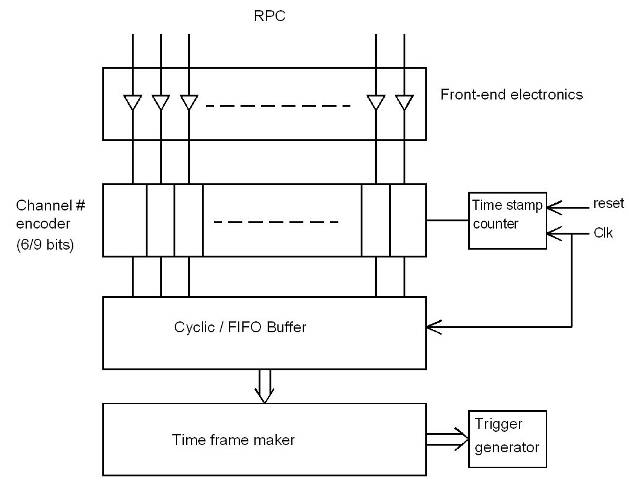 RPC
Front-end electronics
Channel #
encoder
(6/9 bits)
Time stamp
counter
reset
Clk
Cyclic / FIFO Buffer
Time frame maker
Trigger
generator